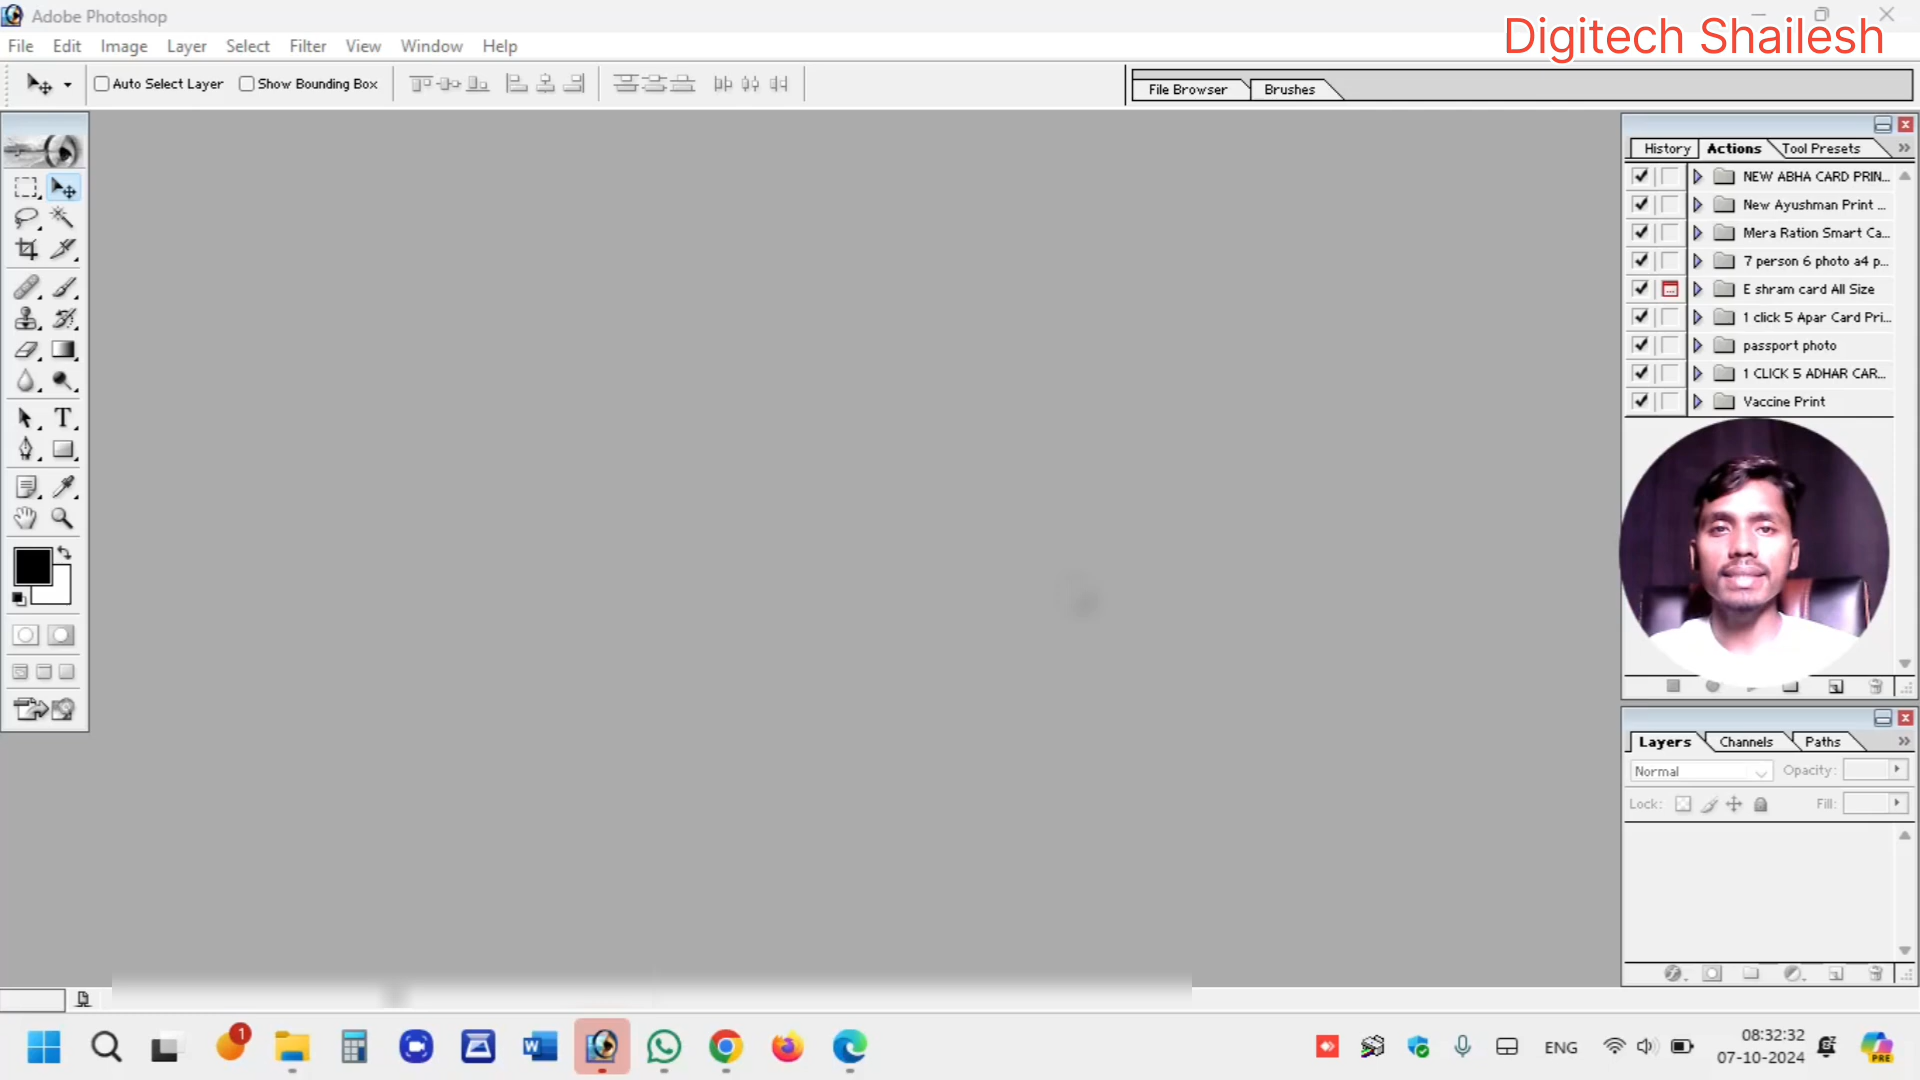 Adobe Photoshop
Digitech Shailesh
File Edit Image Layer Select Filter View Window Help
Auto Select Layer Show Bounding Box
File Browser Brushes
History Actions Tool Presets
NEW ABHA CARD PRIN...
New Ayushman Print ...
Mera Ration Smart Ca...
7 person 6 photo a4 p...
E shram card All Size
1 click 5 Apar Card Pri...
passport photo
1 CLICK 5 ADHAR CAR...
Vaccine Print
T
Layers Channels Paths
Normal Opacity:
Lock: Fill:
1
W
ENG
08:32:32
07-10-2024
PRE